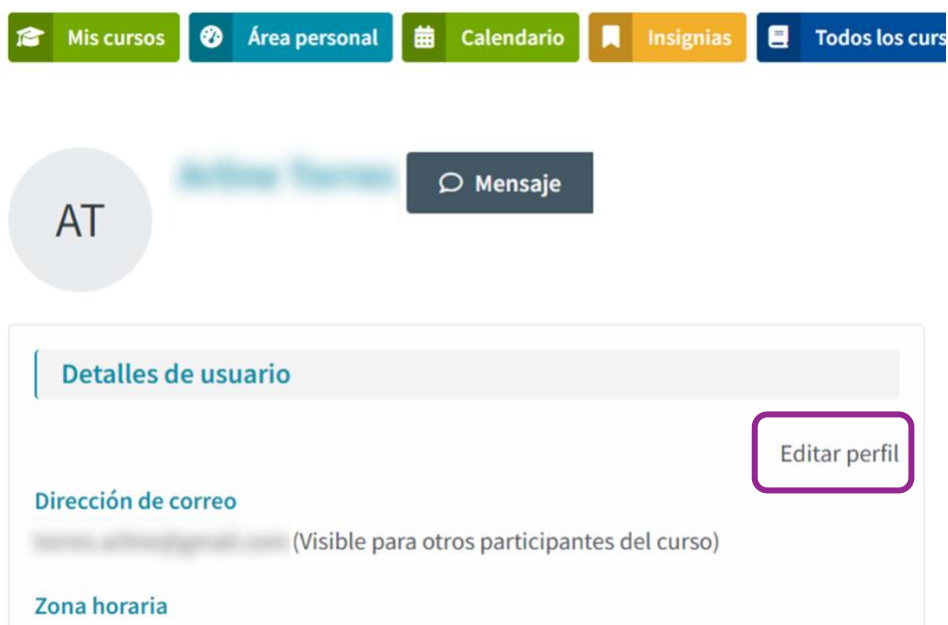 Mis cursos Área personal Calendario Insignias Todos los curs
AT Mensaje
Detalles de usuario
Editar perfil
Dirección de correo
(Visible para otros participantes del curso)
Zona horaria